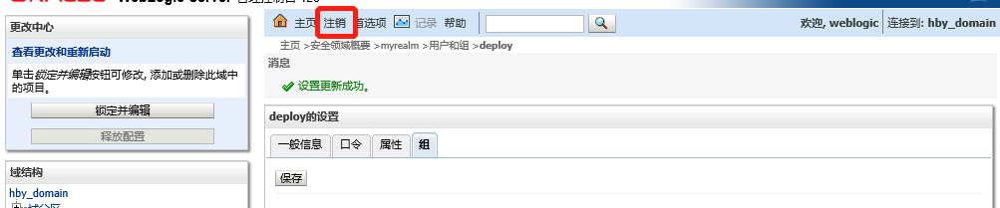 更改中心
查看更改和重新启动
单击锁定并编辑按钮可修改, 添加或删除此域中
的项目。
锁定并编辑
释放配置
域结构
hby_domain
主页 注销 首选项 记录 帮助
欢迎, weblogic 连接到: hby_domain
主页 >安全领域概要 >myrealm >用户和组 >deploy
消息
设置更新成功。
deploy的设置
一般信息 口令 属性 组
保存